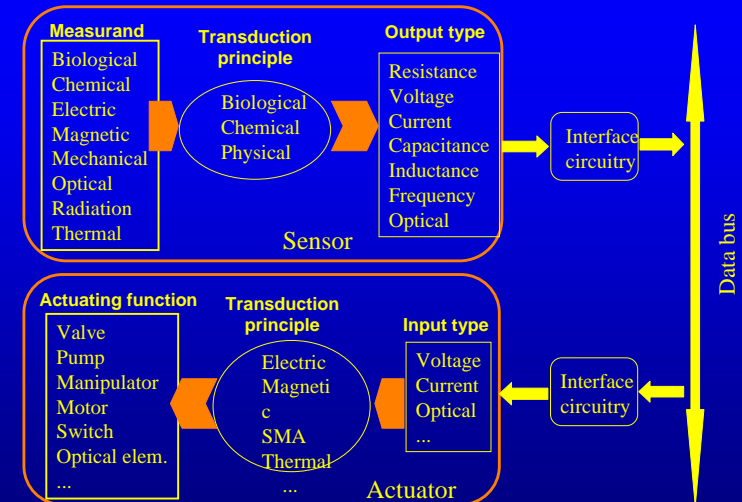 Measurand
Biological
Chemical
Electric
Magnetic
Mechanical
Optical
Radiation
Thermal
Transduction
principle
Biological
Chemical
Physical
Output type
Resistance
Voltage
Current
Capacitance
Inductance
Frequency
Optical
Sensor
Interface
circuitry
Data bus
Actuating function
Valve
Pump
Manipulator
Motor
Switch
Optical elem.
...
Transduction
principle
Electric
Magneti
c
SMA
Thermal
...
Input type
Voltage
Current
Optical
...
Actuator
Interface
circuitry